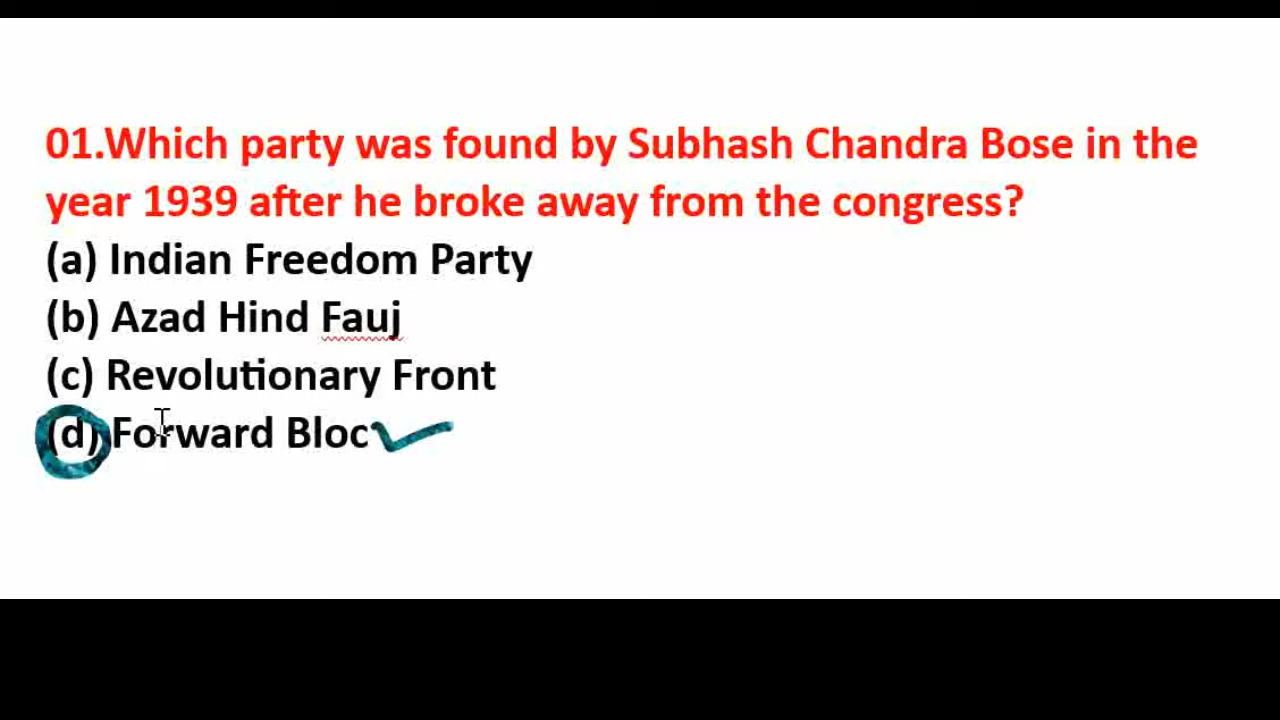 01.Which party was found by Subhash Chandra Bose in the
year 1939 after he broke away from the congress?
(a) Indian Freedom Party
(b) Azad Hind Fauj
(c) Revolutionary Front
(d) Forward Bloc